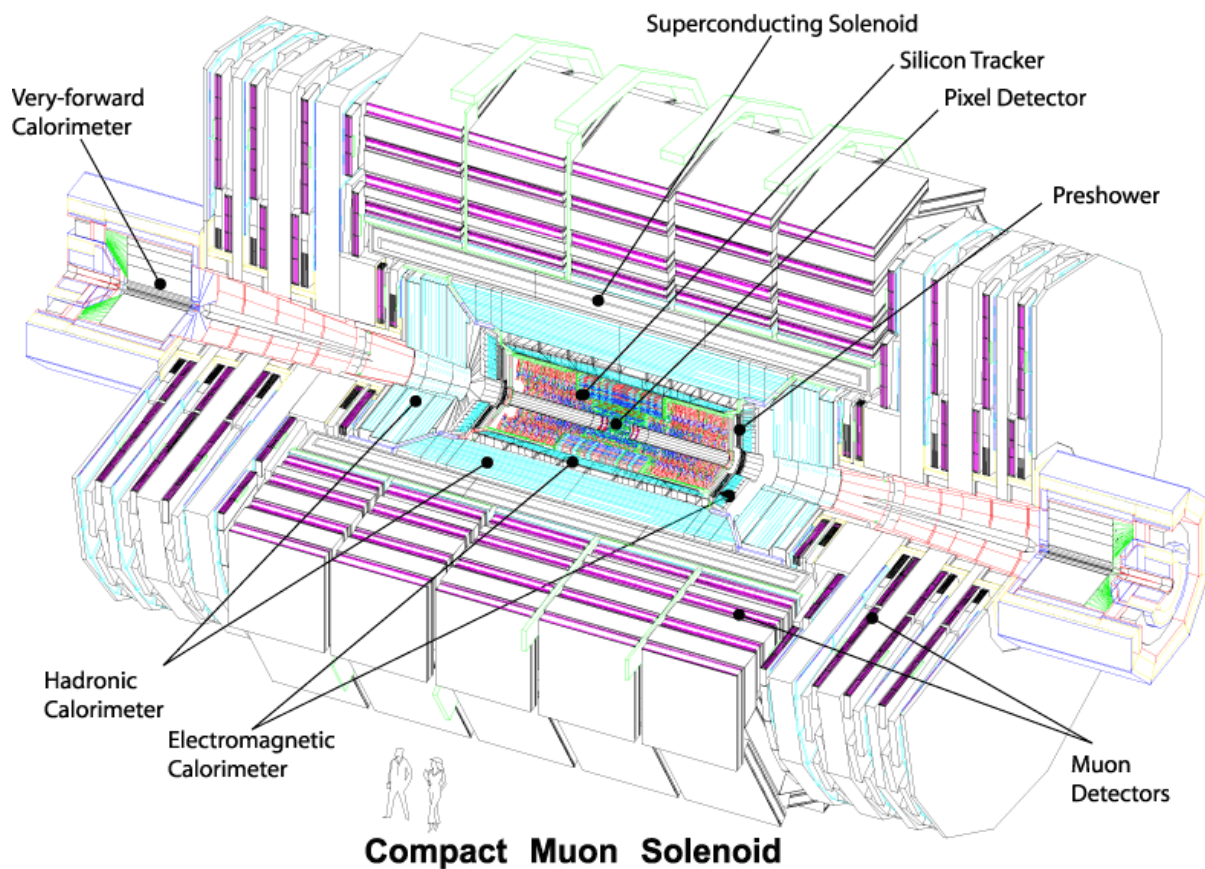 Superconducting Solenoid
Silicon Tracker
Pixel Detector
Very-forward
Calorimeter
Preshower
Hadronic
Calorimeter
Electromagnetic
Calorimeter
Muon
Detectors
Compact Muon Solenoid